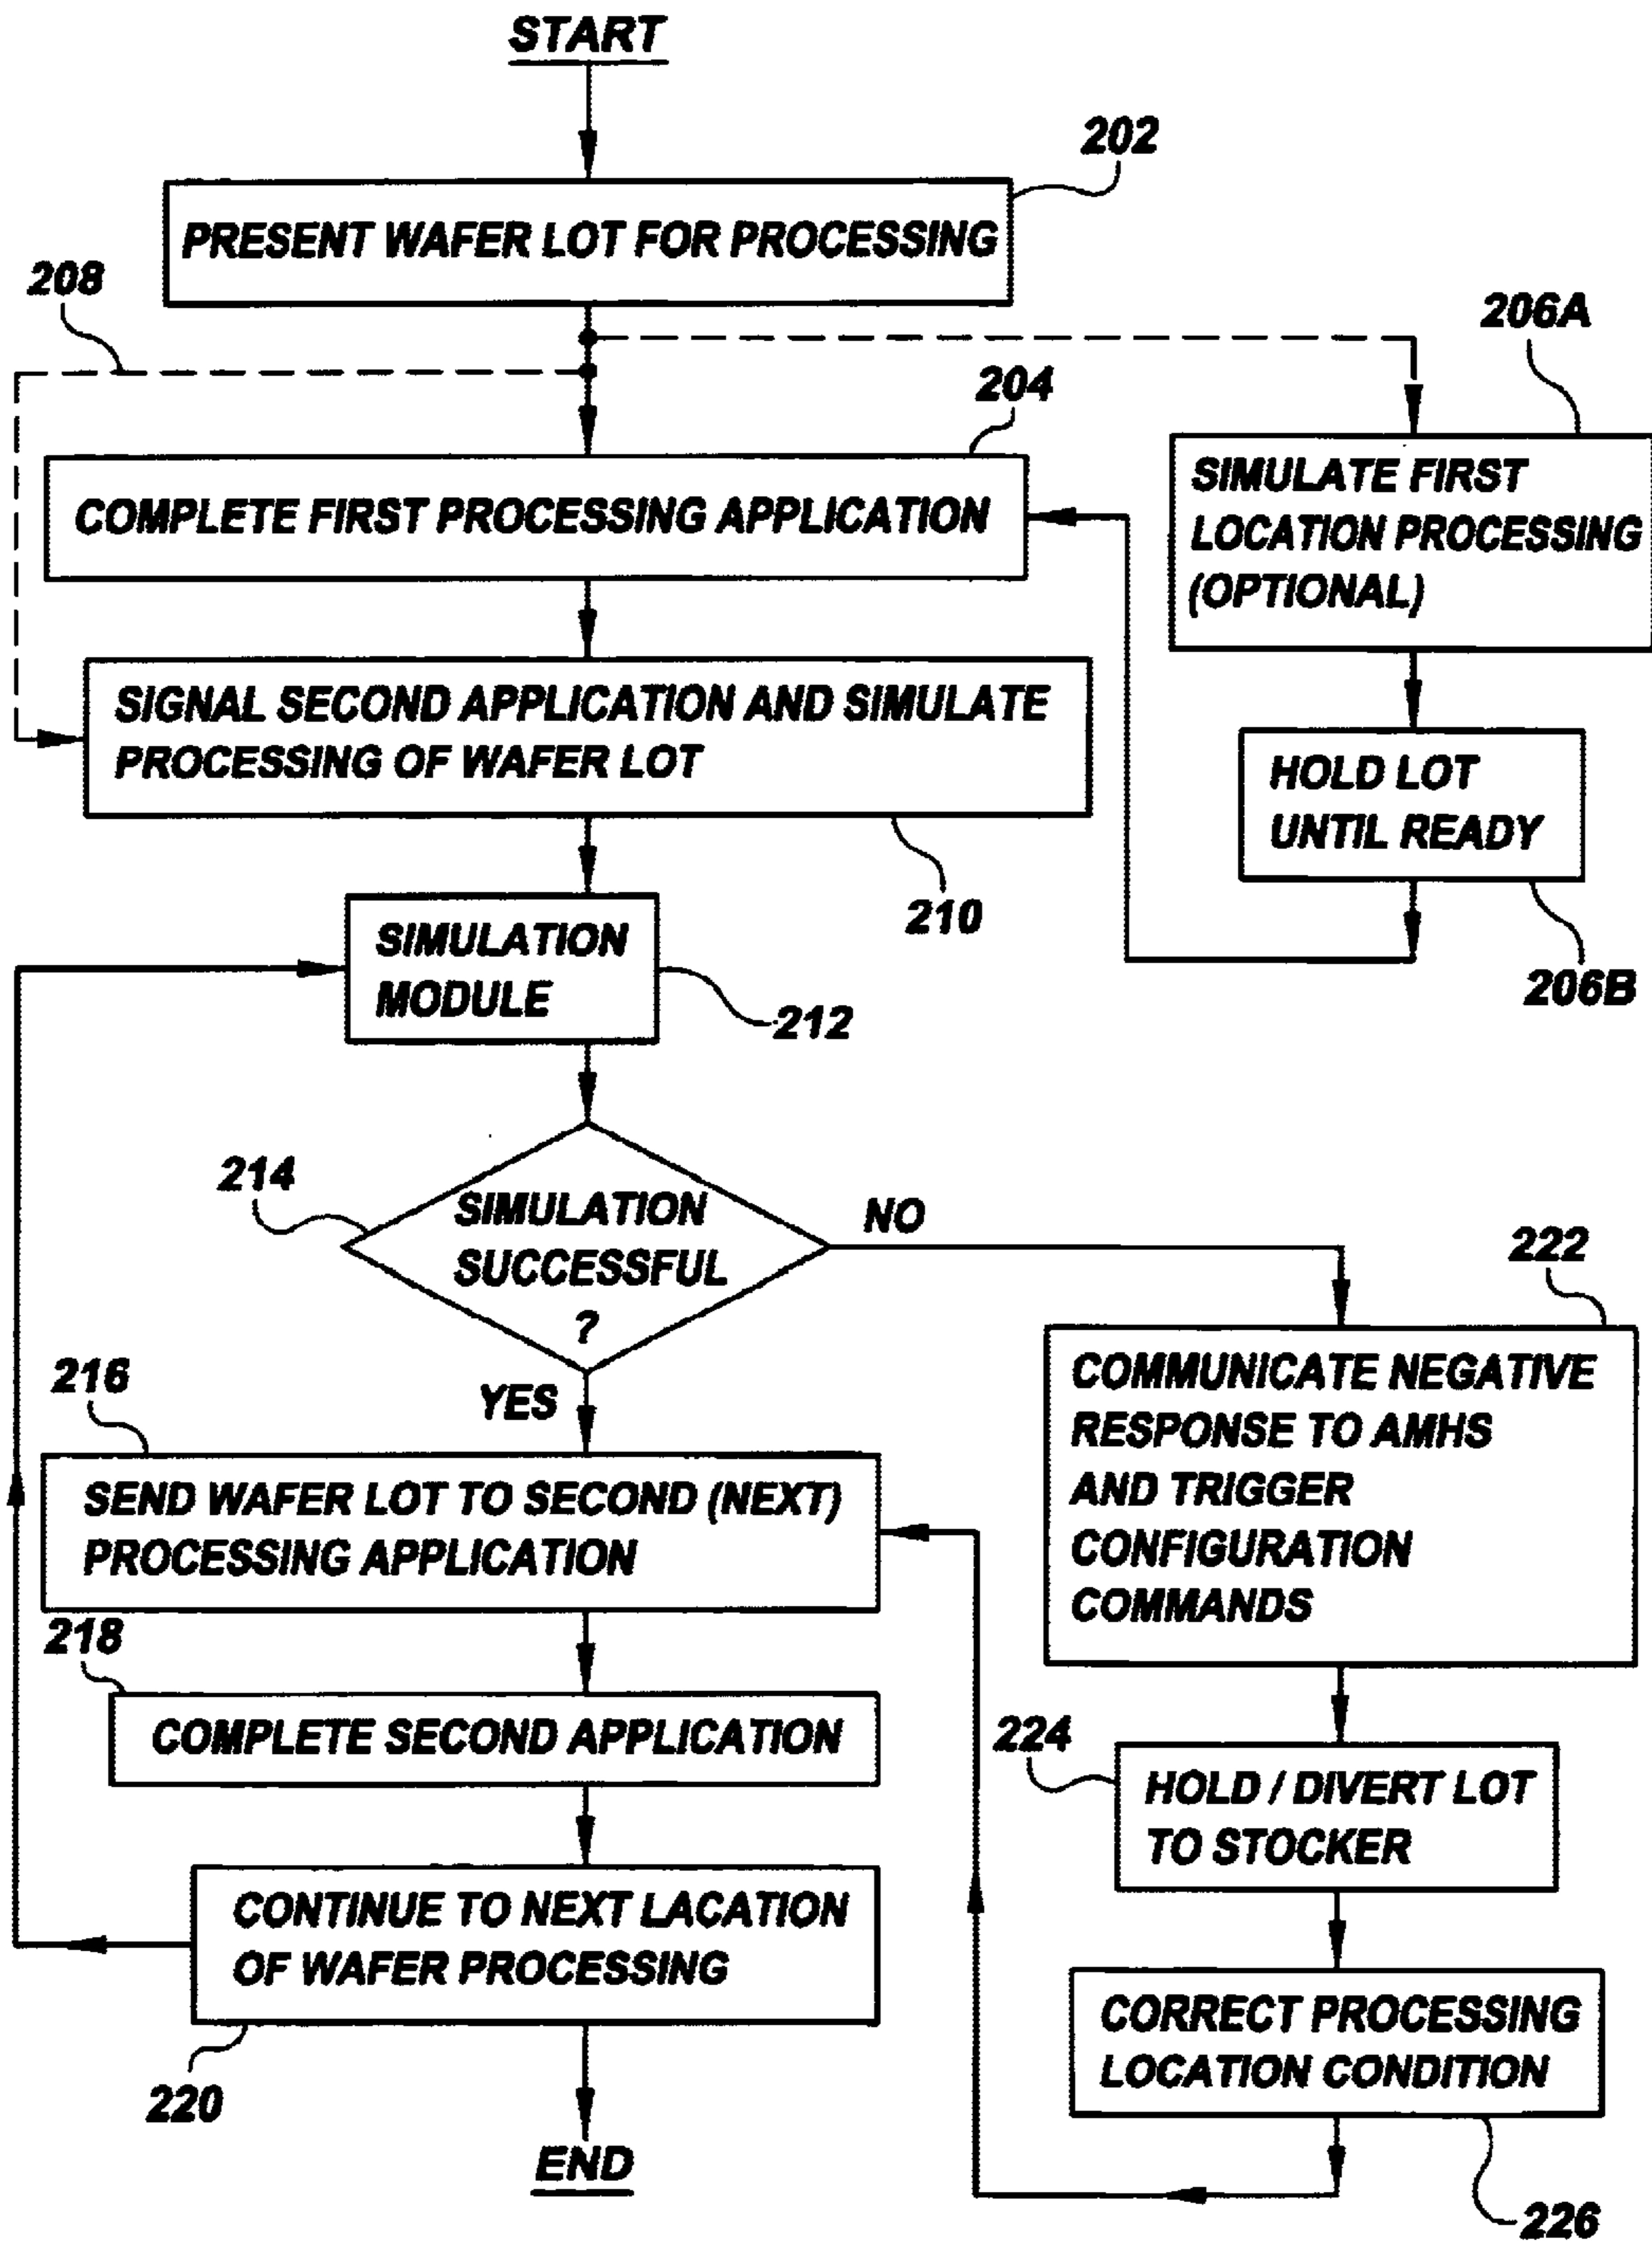 START
202
PRESENT WAFER LOT FOR PROCESSING
208
206A
204
COMPLETE FIRST PROCESSING APPLICATION
SIMULATE FIRST
LOCATION PROCESSING
(OPTIONAL)
SIGNAL SECOND APPLICATION AND SIMULATE
PROCESSING OF WAFER LOT
HOLD LOT
UNTIL READY
210
206B
SIMULATION
MODULE
212
214
SIMULATION
SUCCESSFUL
?
NO
YES
222
COMMUNICATE NEGATIVE
RESPONSE TO AMHS
AND TRIGGER
CONFIGURATION
COMMANDS
216
SEND WAFER LOT TO SECOND (NEXT)
PROCESSING APPLICATION
218
COMPLETE SECOND APPLICATION
224
HOLD / DIVERT LOT
TO STOCKER
CONTINUE TO NEXT LACATION
OF WAFER PROCESSING
220
CORRECT PROCESSING
LOCATION CONDITION
226
END